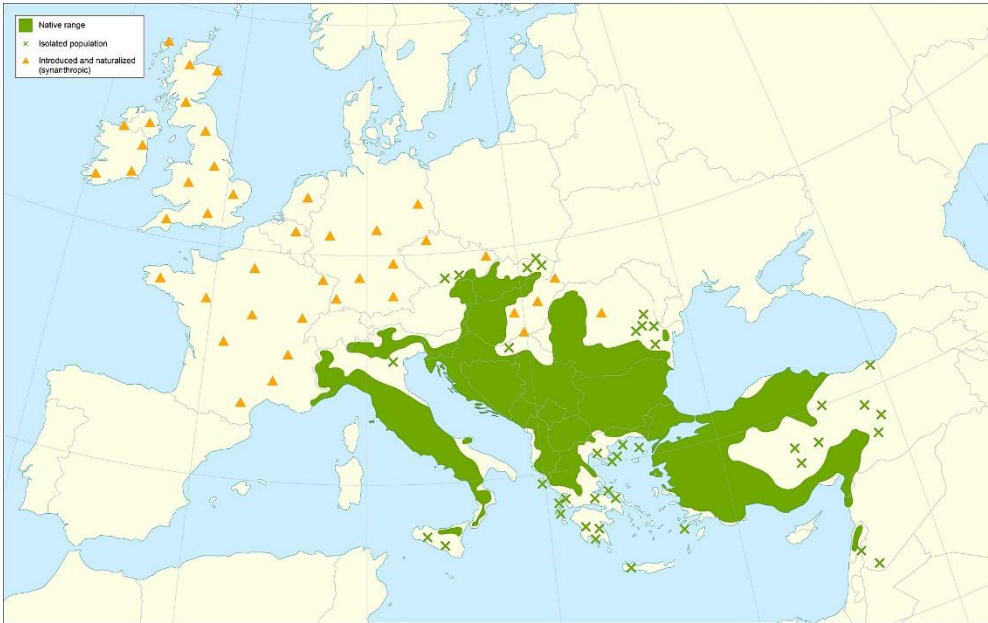 Native range
Isolated population
Introduced and naturalized
(synanthropic)